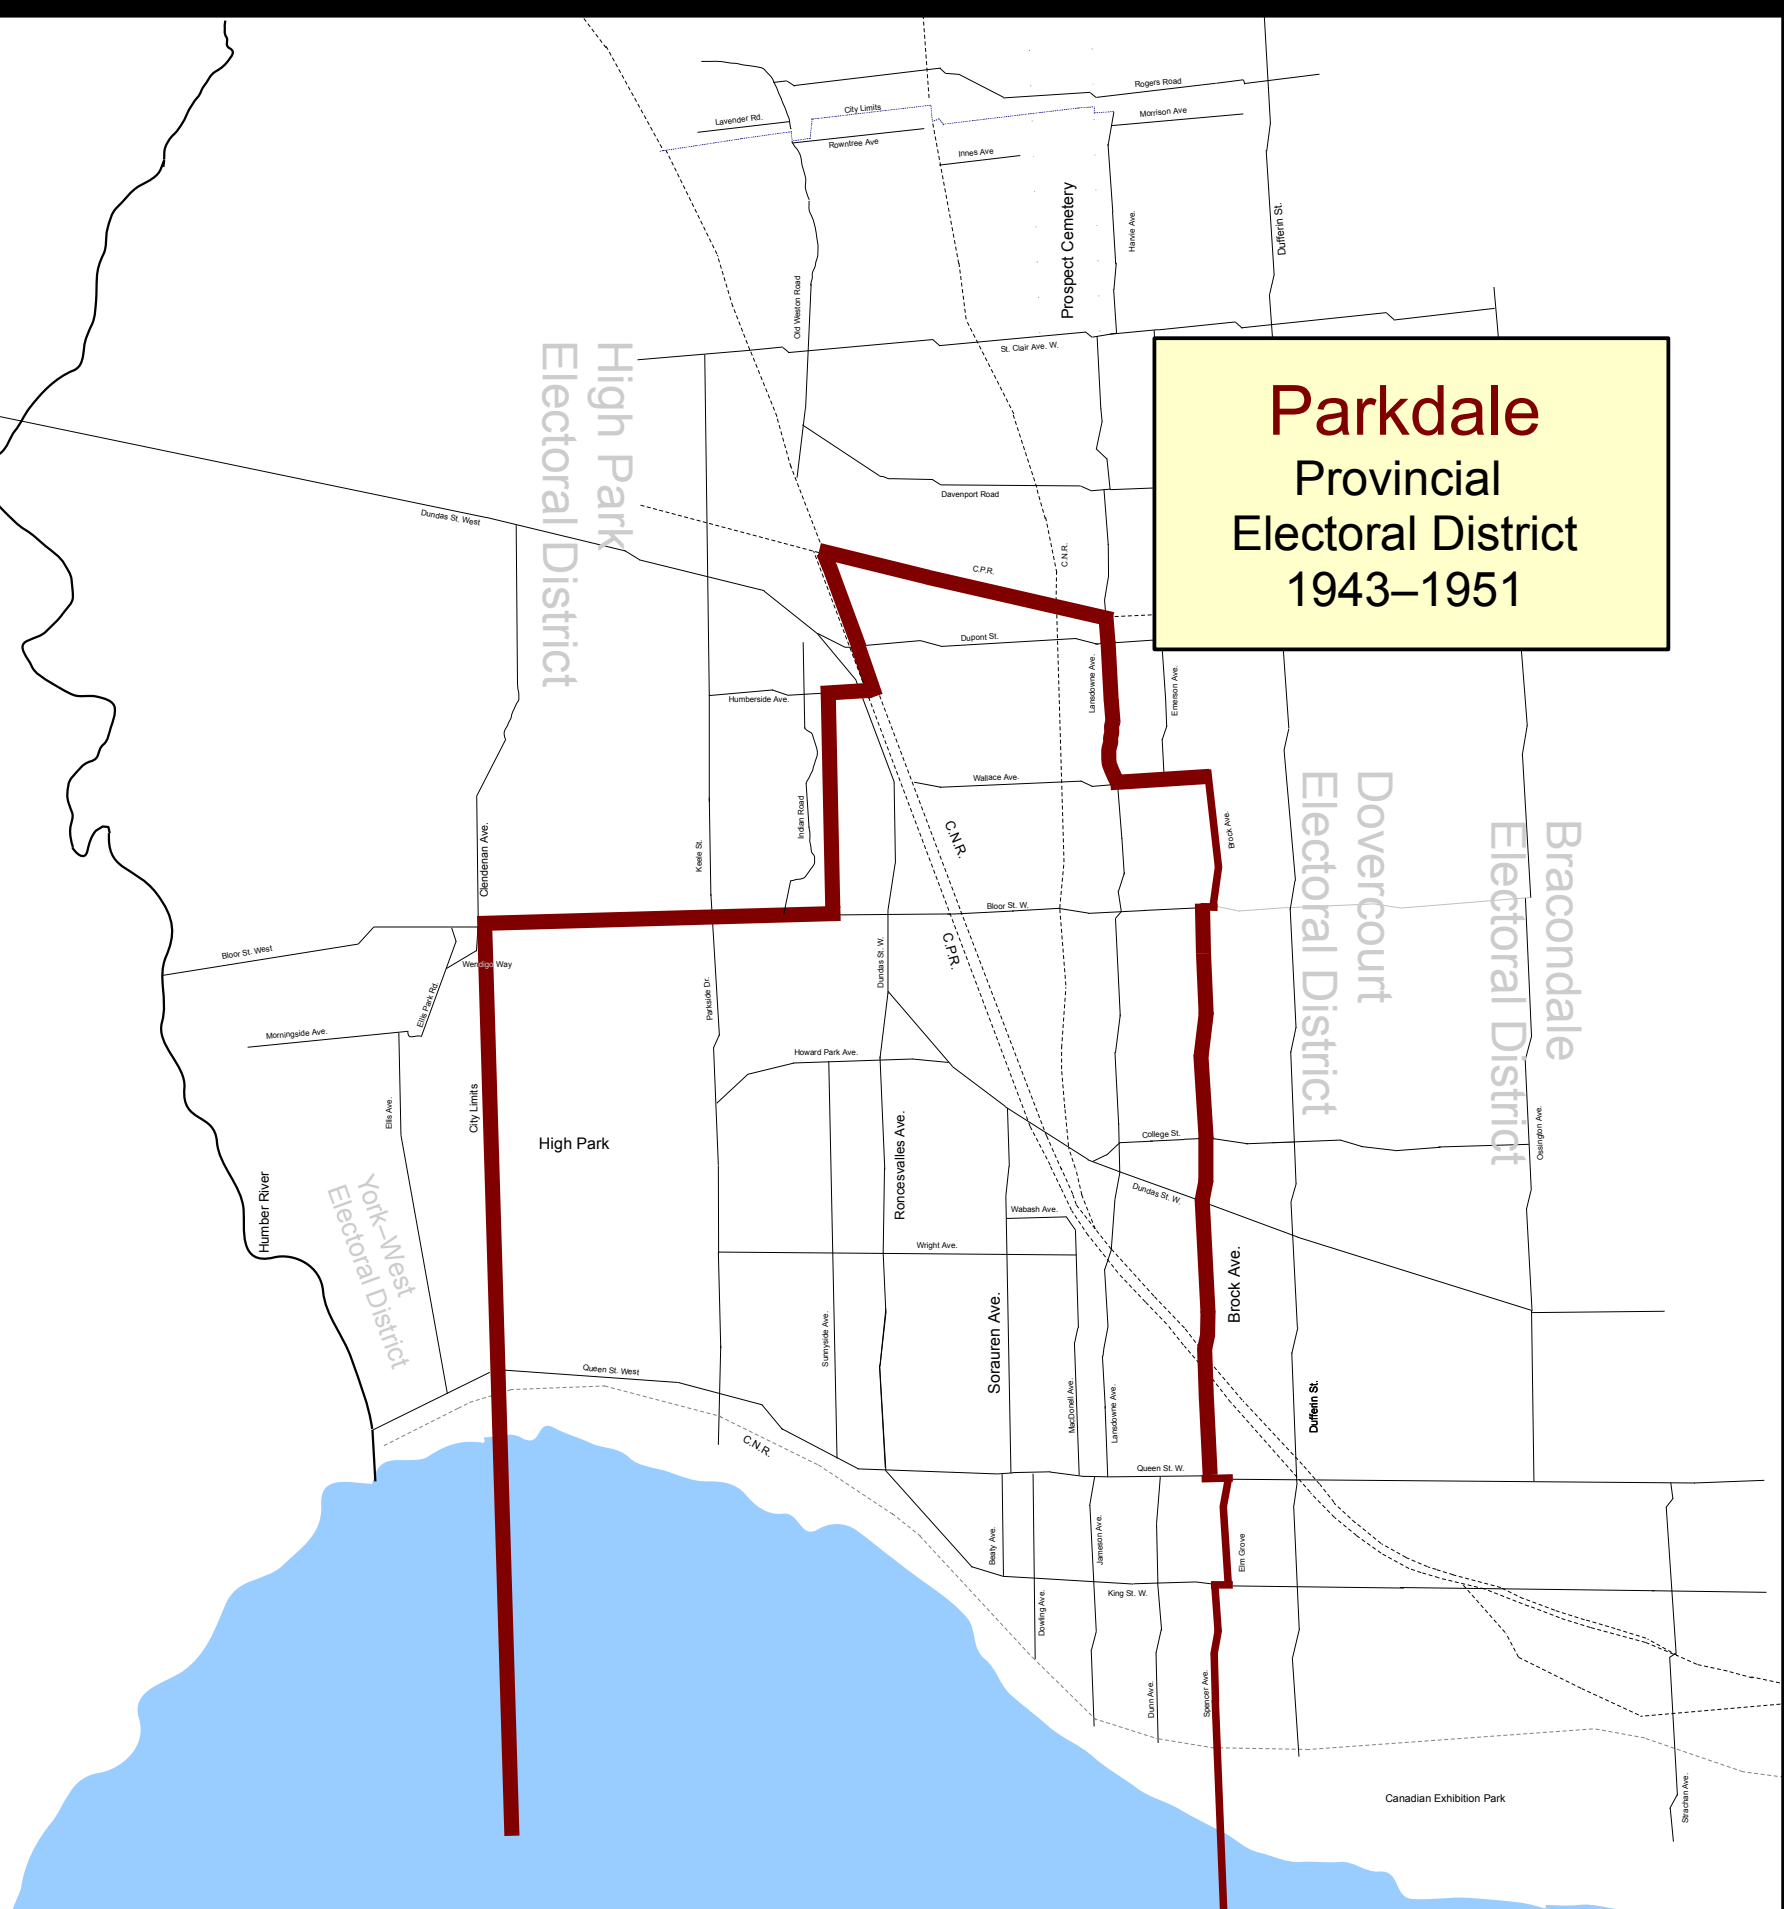 Rogers Road
City Limits
Morrison Ave
Lavender Rd.
Rowntree Ave
Innes Ave
Prospect Cemetery
Harvie Ave.
Dufferin St.
Old Weston Road
St. Clair Ave. W.
High Park
Electoral District
Parkdale
Provincial
Electoral District
1943–1951
Davenport Road
Dundas St. West
C.N.R.
C.P.R.
Dupont St.
Lansdowne Ave.
Emerson Ave.
Humberside Ave.
Wallace Ave.
Indian Road
Keele St.
Clendenan Ave.
C.N.R.
Brock Ave.
Dovercourt
Electoral District
Bracondale
Electoral District
Bloor St. W.
Bloor St. West
Wendigo Way
Ellis Park Rd.
Parkside Dr.
Dundas St. W.
C.P.R.
Morningside Ave.
Howard Park Ave.
Ellis Ave.
City Limits
High Park
Roncesvalles Ave.
College St.
Ossington Ave.
Dundas St. W.
Humber River
York–West
Electoral District
Wabash Ave.
Wright Ave.
Brock Ave.
Sunnyside Ave.
Sorauren Ave.
MacDonell Ave.
Lansdowne Ave.
Dufferin St.
Queen St. West
C.N.R.
Queen St. W.
Beaty Ave.
Jameson Ave.
Elm Grove
King St. W.
Dowling Ave.
Dunn Ave.
Spencer Ave.
Canadian Exhibition Park
Strachan Ave.